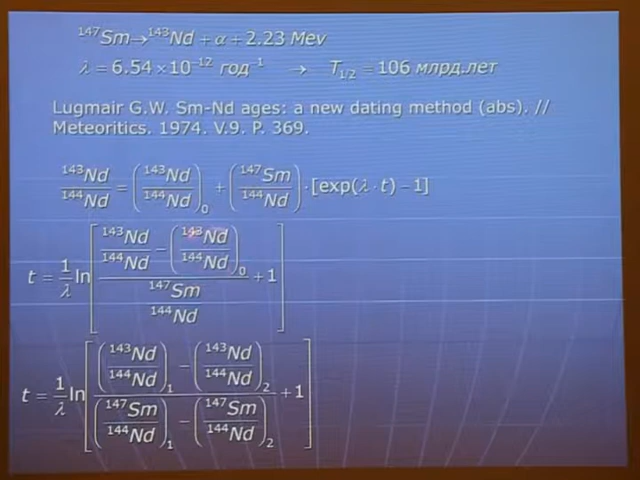 ¹⁴⁷Sm→¹⁴³Nd + α + 2.23 Mev
λ = 6.54×10⁻¹² год⁻¹ → T₁/₂ = 106 млрд.лет
Lugmair G.W. Sm-Nd ages: a new dating method (abs). //
Meteoritics. 1974. V.9. P. 369.
¹⁴³Nd/¹⁴⁴Nd = (¹⁴³Nd/¹⁴⁴Nd)₀ + (¹⁴⁷Sm/¹⁴⁴Nd)·[exp(λ·t) − 1]
t = 1/λ ln[(¹⁴³Nd/¹⁴⁴Nd − (¹⁴³Nd/¹⁴⁴Nd)₀)/(¹⁴⁷Sm/¹⁴⁴Nd) + 1]
t = 1/λ ln[((¹⁴³Nd/¹⁴⁴Nd)₁ − (¹⁴³Nd/¹⁴⁴Nd)₂)/((¹⁴⁷Sm/¹⁴⁴Nd)₁ − (¹⁴⁷Sm/¹⁴⁴Nd)₂) + 1]